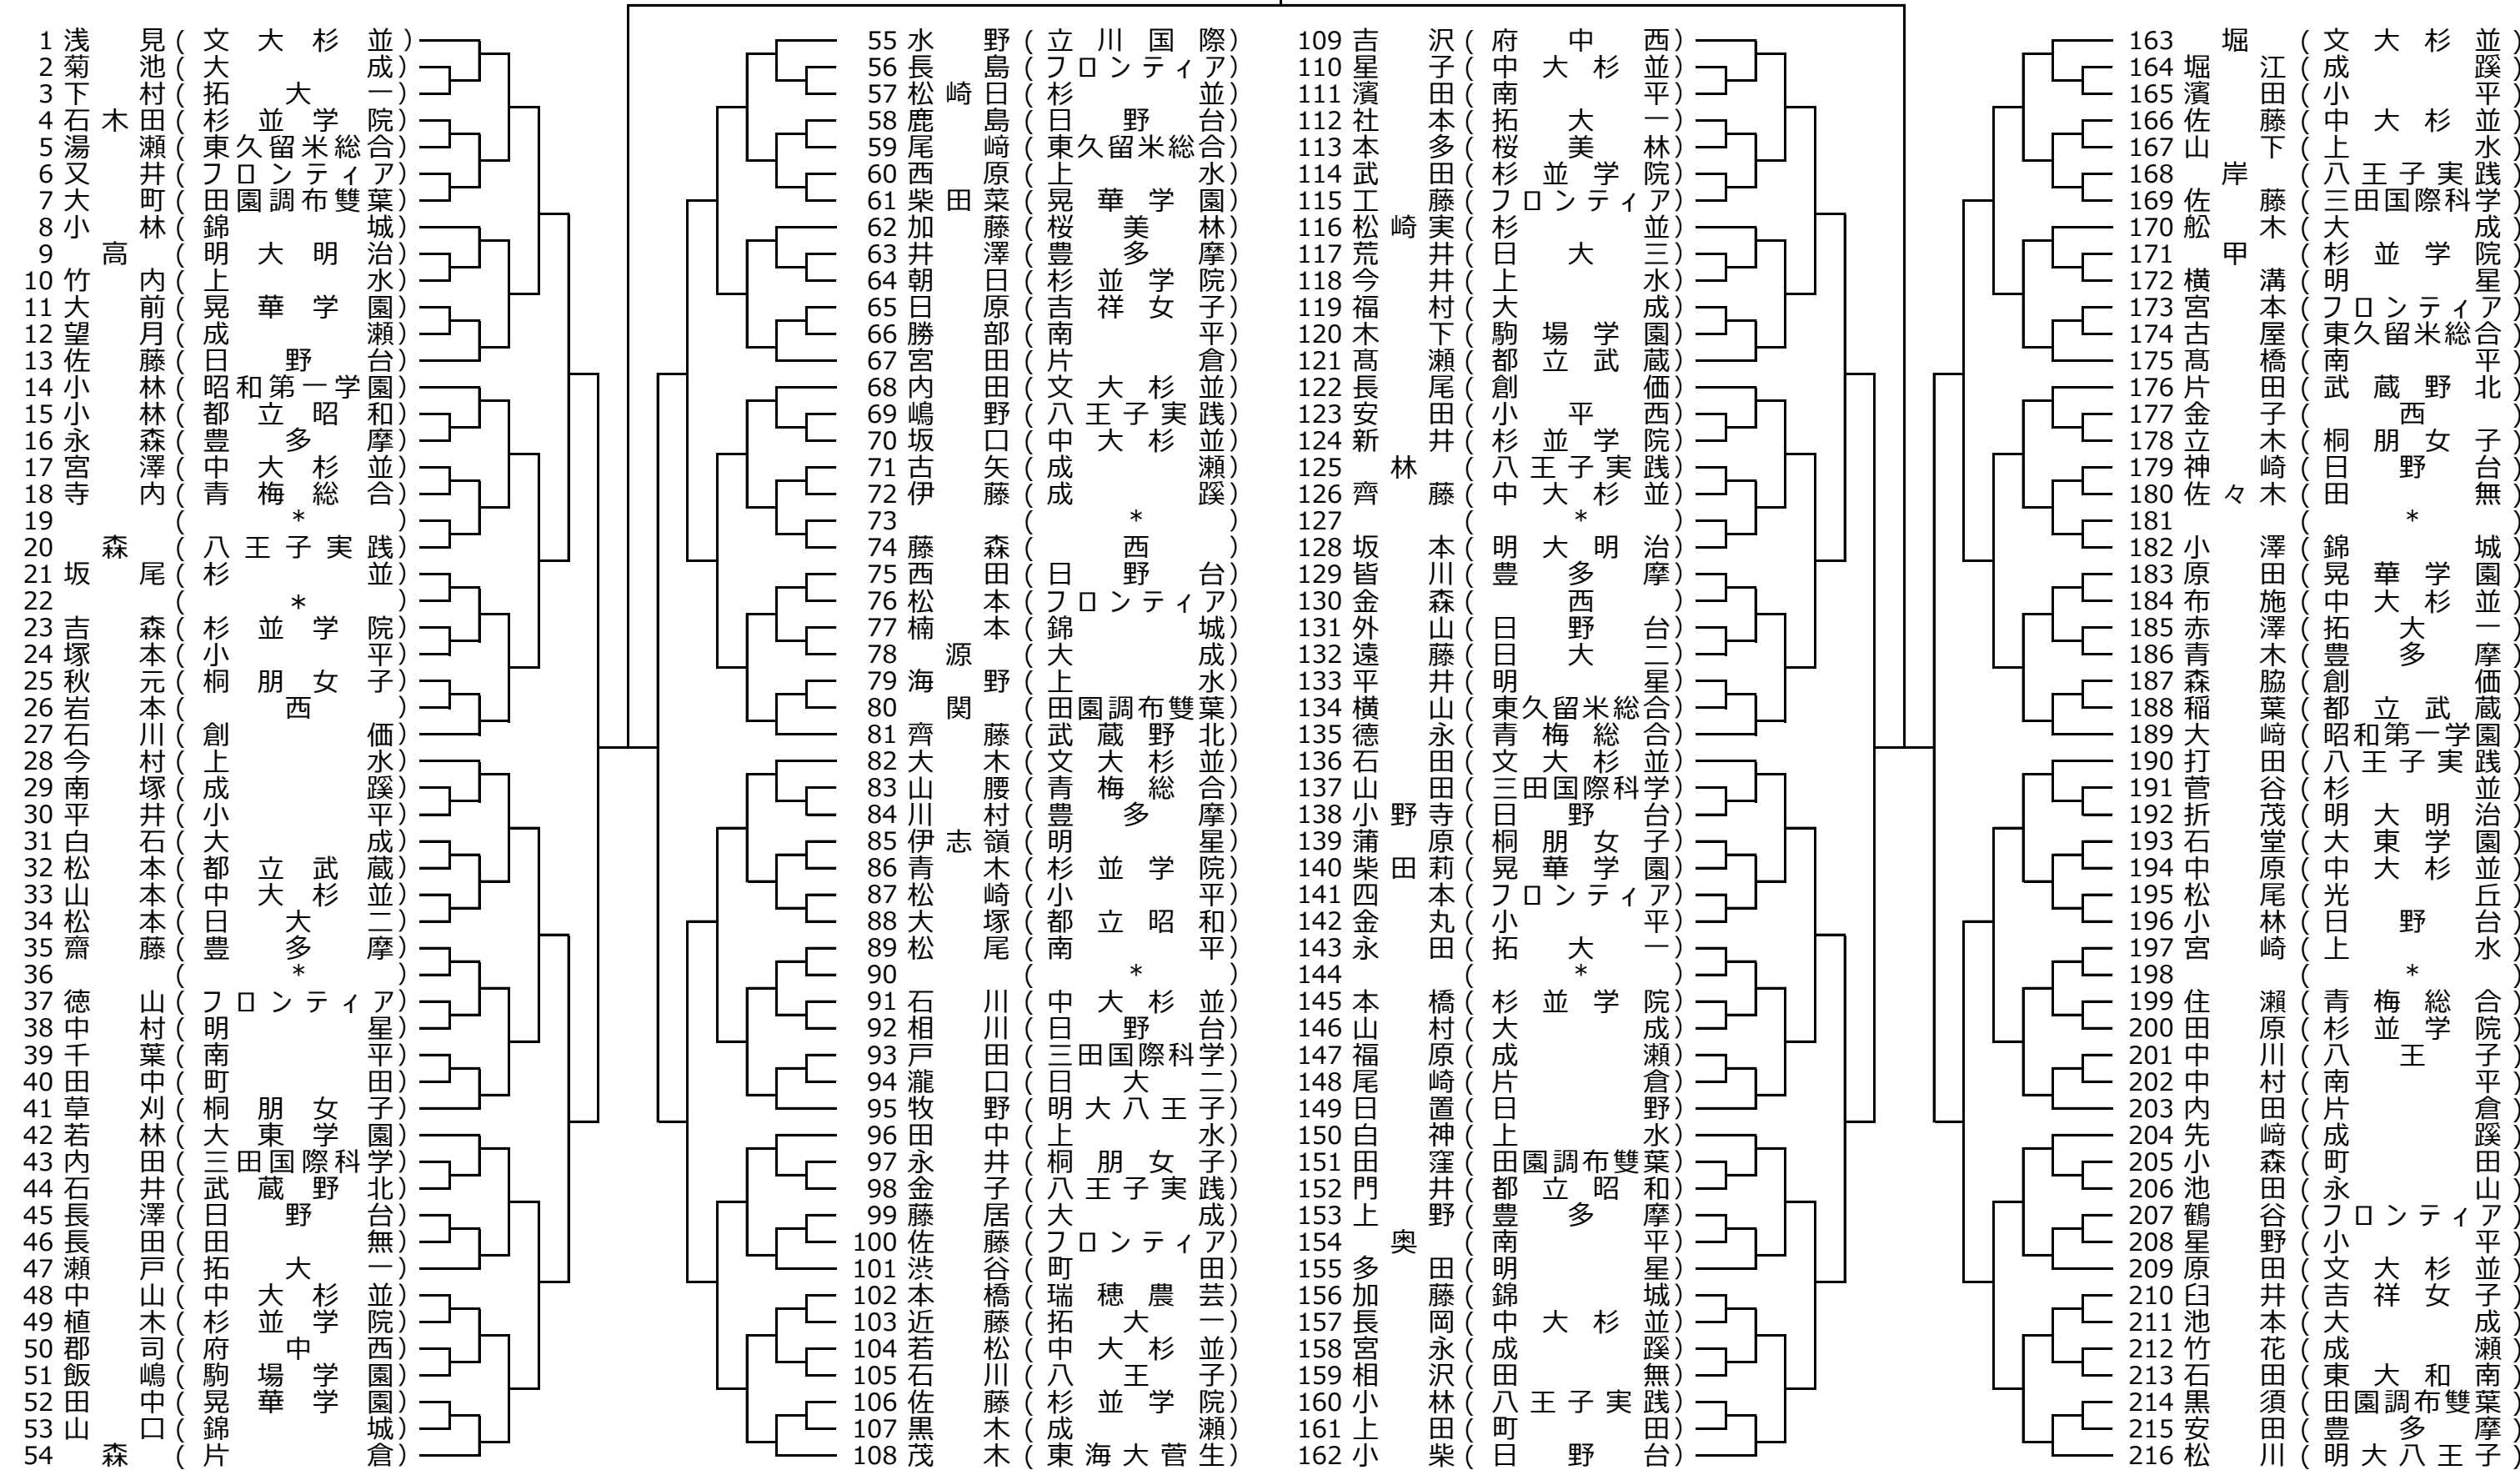 1 浅見(文大杉並)
2 菊池(大成)
3 下村(拓大一)
4 石木田(杉並学院)
5 湯瀬(東久留米総合)
6 又井(フロンティア)
7 大町(田園調布雙葉)
8 小林(錦城)
9 高(明大明治)
10 竹内(上水)
11 大前(晃華学園)
12 望月(成瀬)
13 佐藤(日野台)
14 小林(昭和第一学園)
15 小林(都立昭和)
16 永森(豊多摩)
17 宮澤(中大杉並)
18 寺内(青梅総合)
19 (*)
20 森(八王子実践)
21 坂尾(杉並)
22 (*)
23 吉森(杉並学院)
24 塚本(小平)
25 秋元(桐朋女子)
26 岩本(西)
27 石川(創価)
28 今村(上水)
29 南塚(成蹊)
30 平井(小平)
31 白石(大成)
32 松本(都立武蔵)
33 山本(中大杉並)
34 松本(日大二)
35 齋藤(豊多摩)
36 (*)
37 徳山(フロンティア)
38 中村(明星)
39 千葉(南平)
40 田中(町田)
41 草刈(桐朋女子)
42 若林(大東学園)
43 内田(三田国際科学)
44 石井(武蔵野北)
45 長澤(日野台)
46 長田(田無)
47 瀬戸(拓大一)
48 中山(中大杉並)
49 植木(杉並学院)
50 郡司(府中西)
51 飯嶋(駒場学園)
52 田中(晃華学園)
53 山口(錦城)
54 森(片倉)
55 水野(立川国際)
56 長島(フロンティア)
57 松崎日(杉並)
58 鹿島(日野台)
59 尾﨑(東久留米総合)
60 西原(上水)
61 柴田菜(晃華学園)
62 加藤(桜美林)
63 井澤(豊多摩)
64 朝日(杉並学院)
65 日原(吉祥女子)
66 勝部(南平)
67 宮田(片倉)
68 内田(文大杉並)
69 嶋野(八王子実践)
70 坂口(中大杉並)
71 古矢(成瀬)
72 伊藤(成蹊)
73 (*)
74 藤森(西)
75 西田(日野台)
76 松本(フロンティア)
77 楠本(錦城)
78 源(大成)
79 海野(上水)
80 関(田園調布雙葉)
81 齊藤(武蔵野北)
82 大木(文大杉並)
83 山腰(青梅総合)
84 川村(豊多摩)
85 伊志嶺(明星)
86 青木(杉並学院)
87 松崎(小平)
88 大塚(都立昭和)
89 松尾(南平)
90 (*)
91 石川(中大杉並)
92 相川(日野台)
93 戸田(三田国際科学)
94 瀧口(日大二)
95 牧野(明大八王子)
96 田中(上水)
97 永井(桐朋女子)
98 金子(八王子実践)
99 藤居(大成)
100 佐藤(フロンティア)
101 渋谷(町田)
102 本橋(瑞穂農芸)
103 近藤(拓大一)
104 若松(中大杉並)
105 石川(八王子)
106 佐藤(杉並学院)
107 黒木(成瀬)
108 茂木(東海大菅生)
109 吉沢(府中西)
110 星子(中大杉並)
111 濱田(南平)
112 社本(拓大一)
113 本多(桜美林)
114 武田(杉並学院)
115 工藤(フロンティア)
116 松崎実(杉並)
117 荒井(日大三)
118 今井(上水)
119 福村(大成)
120 木下(駒場学園)
121 髙瀬(都立武蔵)
122 長尾(創価)
123 安田(小平西)
124 新井(杉並学院)
125 林(八王子実践)
126 齊藤(中大杉並)
127 (*)
128 坂本(明大明治)
129 皆川(豊多摩)
130 金森(西)
131 外山(日野台)
132 遠藤(日大二)
133 平井(明星)
134 横山(東久留米総合)
135 德永(青梅総合)
136 石田(文大杉並)
137 山田(三田国際科学)
138 小野寺(日野台)
139 蒲原(桐朋女子)
140 柴田莉(晃華学園)
141 四本(フロンティア)
142 金丸(小平)
143 永田(拓大一)
144 (*)
145 本橋(杉並学院)
146 山村(大成)
147 福原(成瀬)
148 尾崎(片倉)
149 日置(日野)
150 白神(上水)
151 田窪(田園調布雙葉)
152 門井(都立昭和)
153 上野(豊多摩)
154 奥(南平)
155 多田(明星)
156 加藤(錦城)
157 長岡(中大杉並)
158 宮永(成蹊)
159 相沢(田無)
160 小林(八王子実践)
161 上田(町田)
162 小柴(日野台)
163 堀(文大杉並)
164 堀江(成蹊)
165 濱田(小平)
166 佐藤(中大杉並)
167 山下(上水)
168 岸(八王子実践)
169 佐藤(三田国際科学)
170 舩木(大成)
171 甲(杉並学院)
172 横溝(明星)
173 宮本(フロンティア)
174 古屋(東久留米総合)
175 髙橋(南平)
176 片田(武蔵野北)
177 金子(西)
178 立木(桐朋女子)
179 神崎(日野台)
180 佐々木(田無)
181 (*)
182 小澤(錦城)
183 原田(晃華学園)
184 布施(中大杉並)
185 赤澤(拓大一)
186 青木(豊多摩)
187 森脇(創価)
188 稲葉(都立武蔵)
189 大﨑(昭和第一学園)
190 打田(八王子実践)
191 菅谷(杉並)
192 折茂(明大明治)
193 石堂(大東学園)
194 中原(中大杉並)
195 松尾(光丘)
196 小林(日野台)
197 宮崎(上水)
198 (*)
199 住瀬(青梅総合)
200 田原(杉並学院)
201 中川(八王子)
202 中村(南平)
203 内田(片倉)
204 先﨑(成蹊)
205 小森(町田)
206 池田(永山)
207 鶴谷(フロンティア)
208 星野(小平)
209 原田(文大杉並)
210 臼井(吉祥女子)
211 池本(大成)
212 竹花(成瀬)
213 石田(東大和南)
214 黒須(田園調布雙葉)
215 安田(豊多摩)
216 松川(明大八王子)